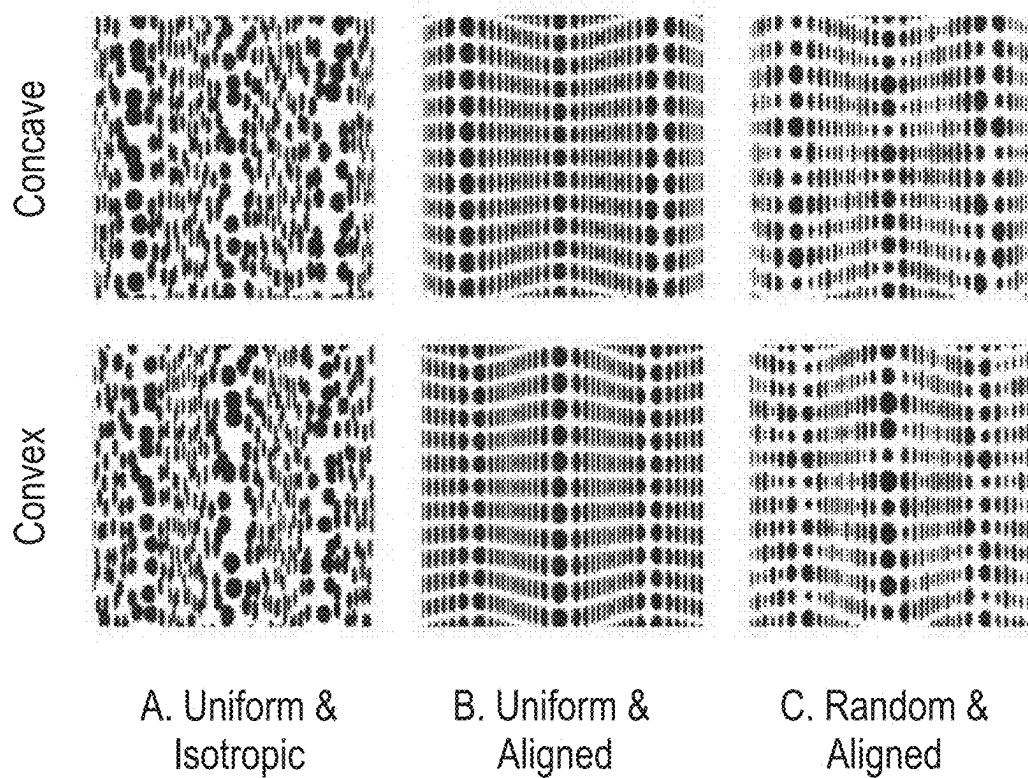 Concave
Convex
A. Uniform &
Isotropic
B. Uniform &
Aligned
C. Random &
Aligned